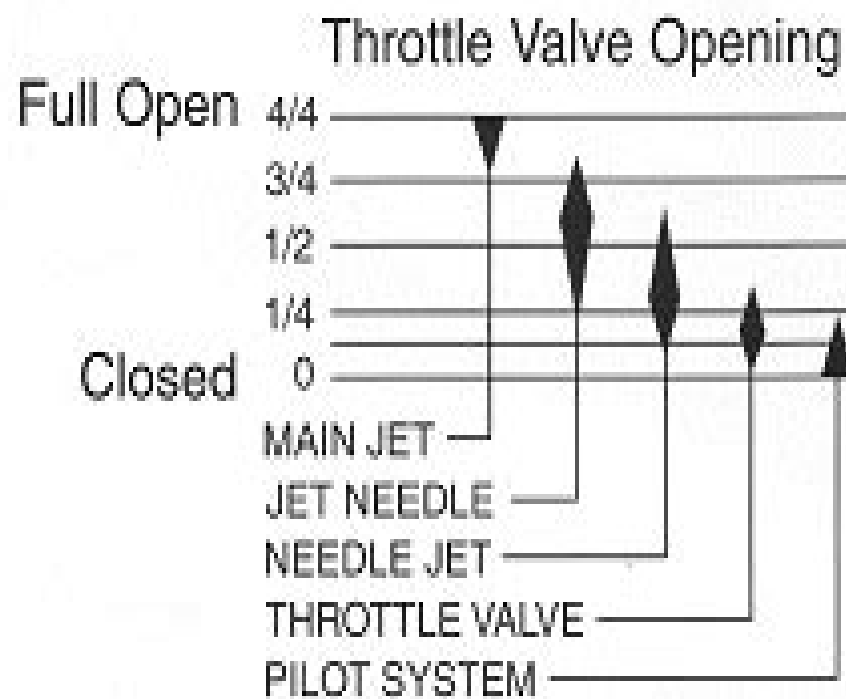 Throttle Valve Opening
Full Open 4/4
3/4
1/2
1/4
Closed 0
MAIN JET
JET NEEDLE
NEEDLE JET
THROTTLE VALVE
PILOT SYSTEM